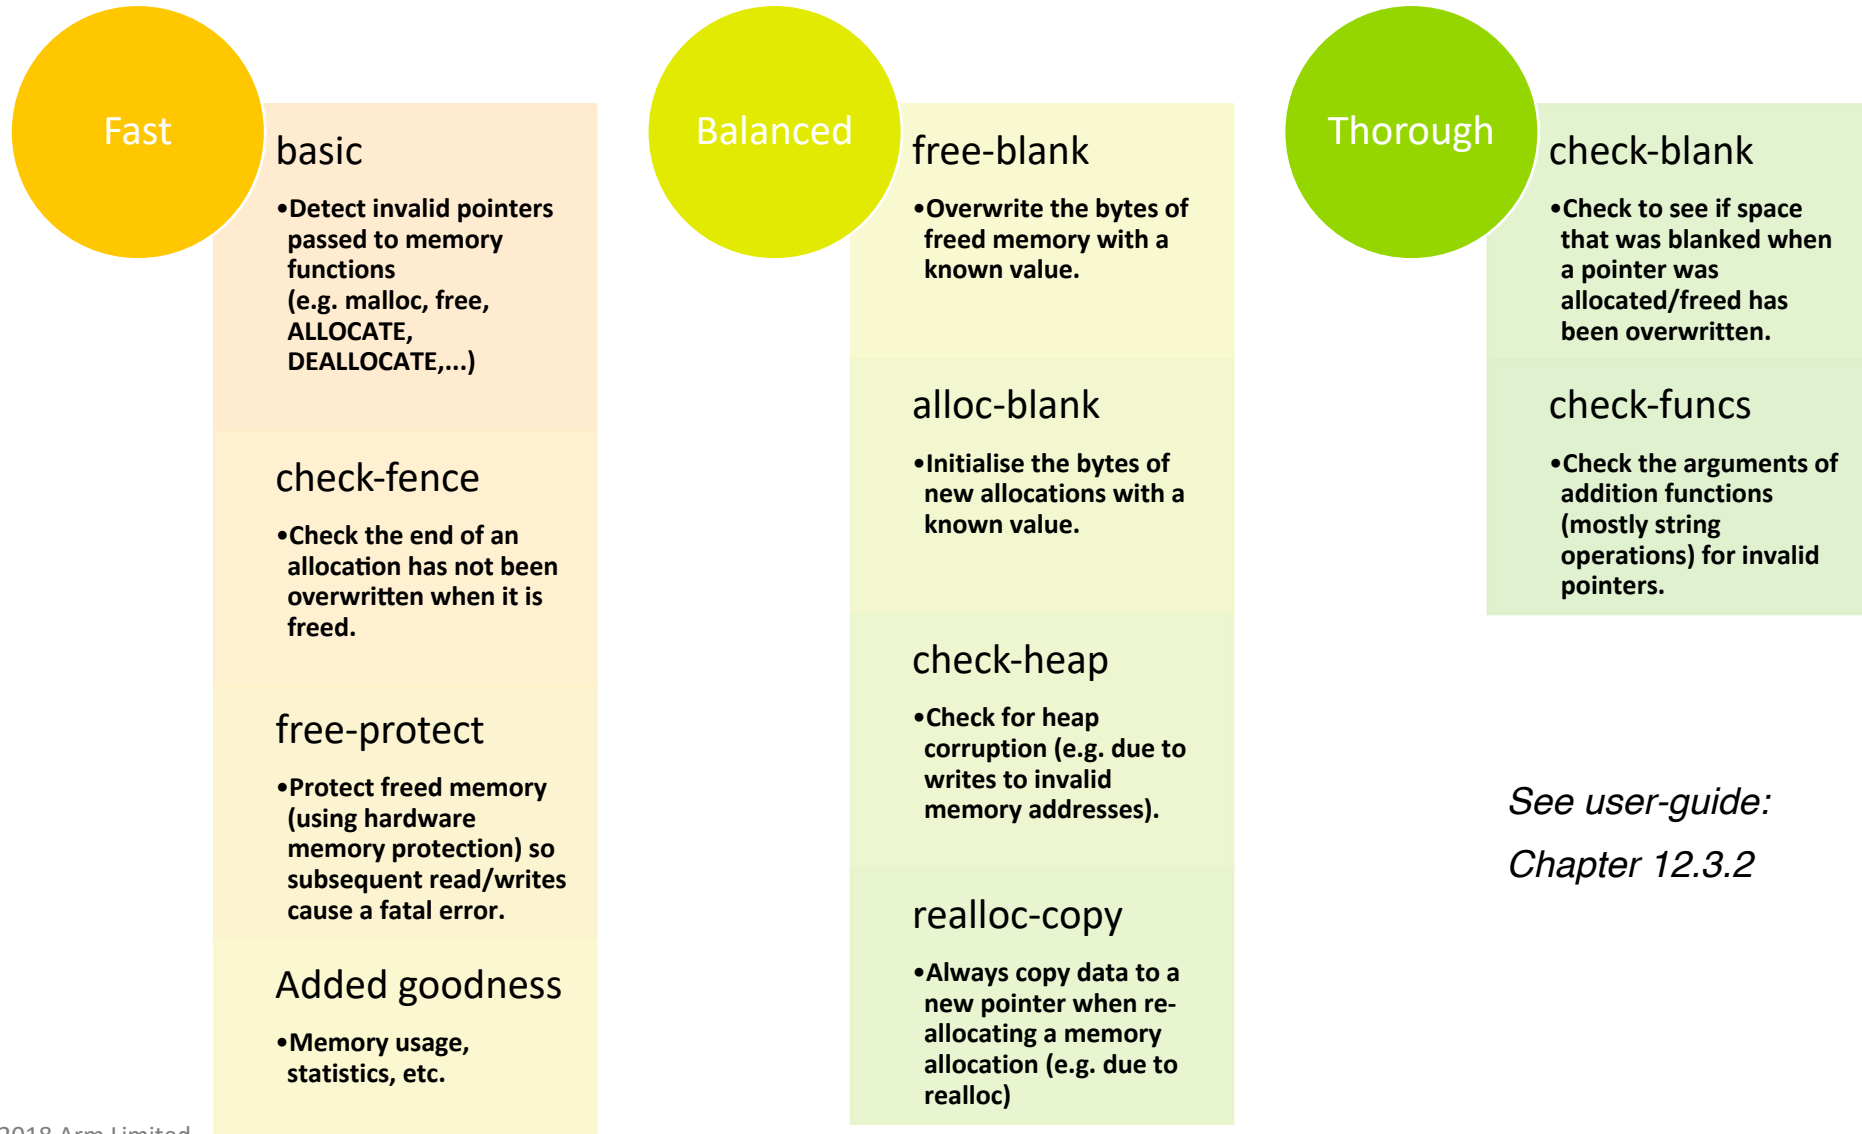 Fast
basic
•Detect invalid pointers
passed to memory
functions
(e.g. malloc, free,
ALLOCATE,
DEALLOCATE,...)
check-fence
•Check the end of an
allocation has not been
overwritten when it is
freed.
free-protect
•Protect freed memory
(using hardware
memory protection) so
subsequent read/writes
cause a fatal error.
Added goodness
•Memory usage,
statistics, etc.
Balanced
free-blank
•Overwrite the bytes of
freed memory with a
known value.
alloc-blank
•Initialise the bytes of
new allocations with a
known value.
check-heap
•Check for heap
corruption (e.g. due to
writes to invalid
memory addresses).
realloc-copy
•Always copy data to a
new pointer when re-
allocating a memory
allocation (e.g. due to
realloc)
Thorough
check-blank
•Check to see if space
that was blanked when
a pointer was
allocated/freed has
been overwritten.
check-funcs
•Check the arguments of
addition functions
(mostly string
operations) for invalid
pointers.
See user-guide:
Chapter 12.3.2
2018 Arm Limited